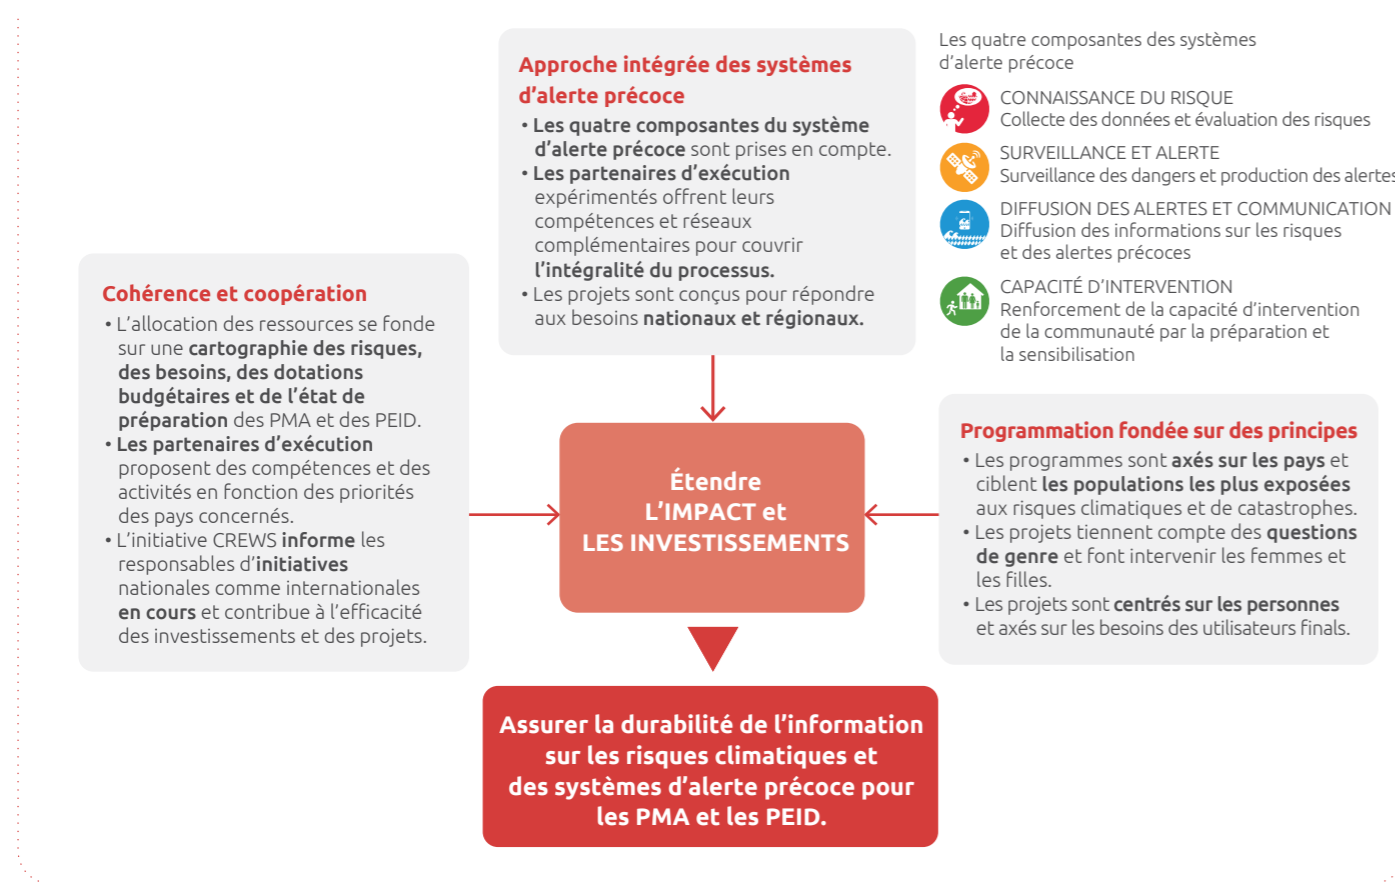 Approche intégrée des systèmes
d’alerte précoce
• Les quatre composantes du système
d’alerte précoce sont prises en compte.
• Les partenaires d’exécution
expérimentés offrent leurs
compétences et réseaux
complémentaires pour couvrir
l’intégralité du processus.
• Les projets sont conçus pour répondre
aux besoins nationaux et régionaux.
Les quatre composantes des systèmes
d’alerte précoce
CONNAISSANCE DU RISQUE
Collecte des données et évaluation des risques
SURVEILLANCE ET ALERTE
Surveillance des dangers et production des alertes
DIFFUSION DES ALERTES ET COMMUNICATION
Diffusion des informations sur les risques
et des alertes précoces
CAPACITÉ D’INTERVENTION
Renforcement de la capacité d’intervention
de la communauté par la préparation et
la sensibilisation
Cohérence et coopération
• L’allocation des ressources se fonde
sur une cartographie des risques,
des besoins, des dotations
budgétaires et de l’état de
préparation des PMA et des PEID.
• Les partenaires d’exécution
proposent des compétences et des
activités en fonction des priorités
des pays concernés.
• L’initiative CREWS informe les
responsables d’initiatives
nationales comme internationales
en cours et contribue à l’efficacité
des investissements et des projets.
Étendre
L’IMPACT et
LES INVESTISSEMENTS
Programmation fondée sur des principes
• Les programmes sont axés sur les pays et
ciblent les populations les plus exposées
aux risques climatiques et de catastrophes.
• Les projets tiennent compte des questions
de genre et font intervenir les femmes et
les filles.
• Les projets sont centrés sur les personnes
et axés sur les besoins des utilisateurs finals.
Assurer la durabilité de l’information
sur les risques climatiques et
des systèmes d’alerte précoce pour
les PMA et les PEID.